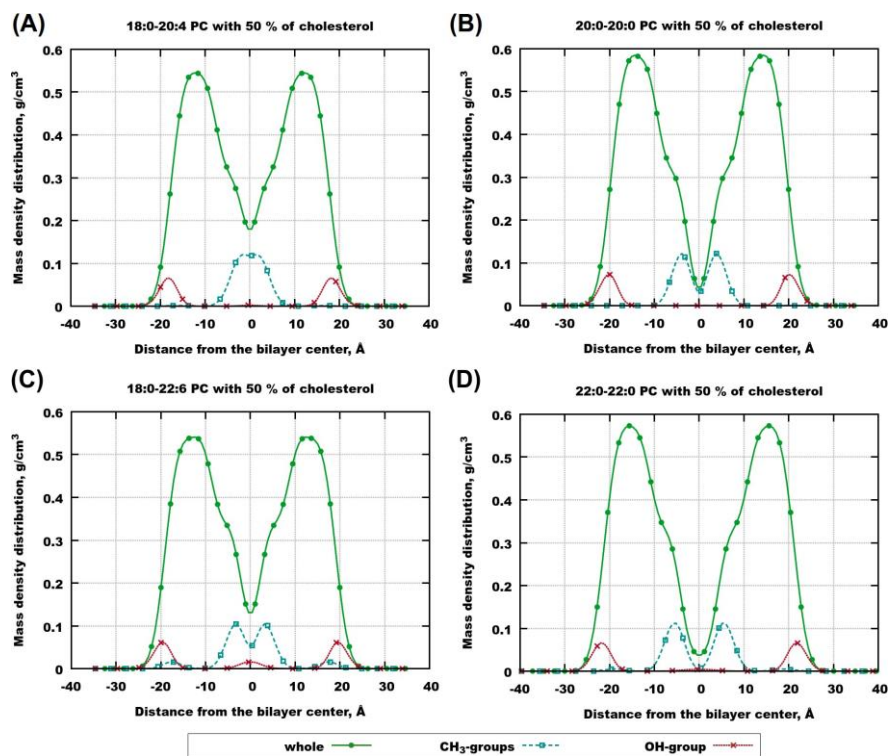 (A)
18:0-20:4 PC with 50 % of cholesterol
Mass density distribution, g/cm³
0.6
0.5
0.4
0.3
0.2
0.1
0
-40 -30 -20 -10 0 10 20 30 40
Distance from the bilayer center, Å
(B)
20:0-20:0 PC with 50 % of cholesterol
Mass density distribution, g/cm³
0.6
0.5
0.4
0.3
0.2
0.1
0
-40 -30 -20 -10 0 10 20 30 40
Distance from the bilayer center, Å
(C)
18:0-22:6 PC with 50 % of cholesterol
Mass density distribution, g/cm³
0.6
0.5
0.4
0.3
0.2
0.1
0
-40 -30 -20 -10 0 10 20 30 40
Distance from the bilayer center, Å
(D)
22:0-22:0 PC with 50 % of cholesterol
Mass density distribution, g/cm³
0.6
0.5
0.4
0.3
0.2
0.1
0
-40 -30 -20 -10 0 10 20 30 40
Distance from the bilayer center, Å
whole CH₃-groups OH-group